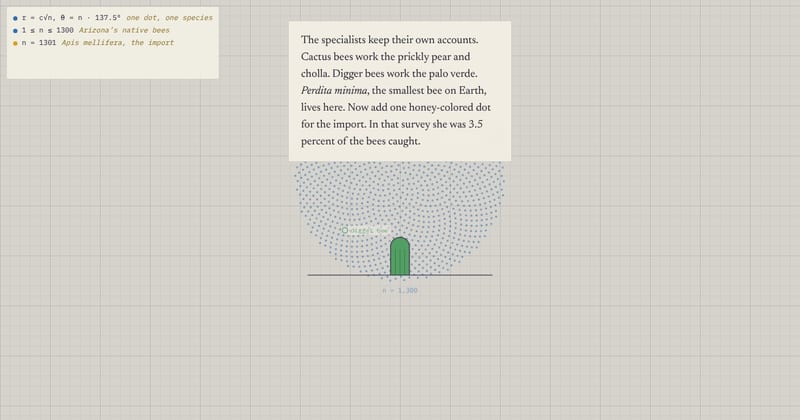 r = c√n, θ = n · 137.5° one dot, one species
1 ≤ n ≤ 1300 Arizona's native bees
n = 1301 Apis mellifera, the import
The specialists keep their own accounts.
Cactus bees work the prickly pear and
cholla. Digger bees work the palo verde.
Perdita minima, the smallest bee on Earth,
lives here. Now add one honey-colored dot
for the import. In that survey she was 3.5
percent of the bees caught.
digger bee
n = 1,300